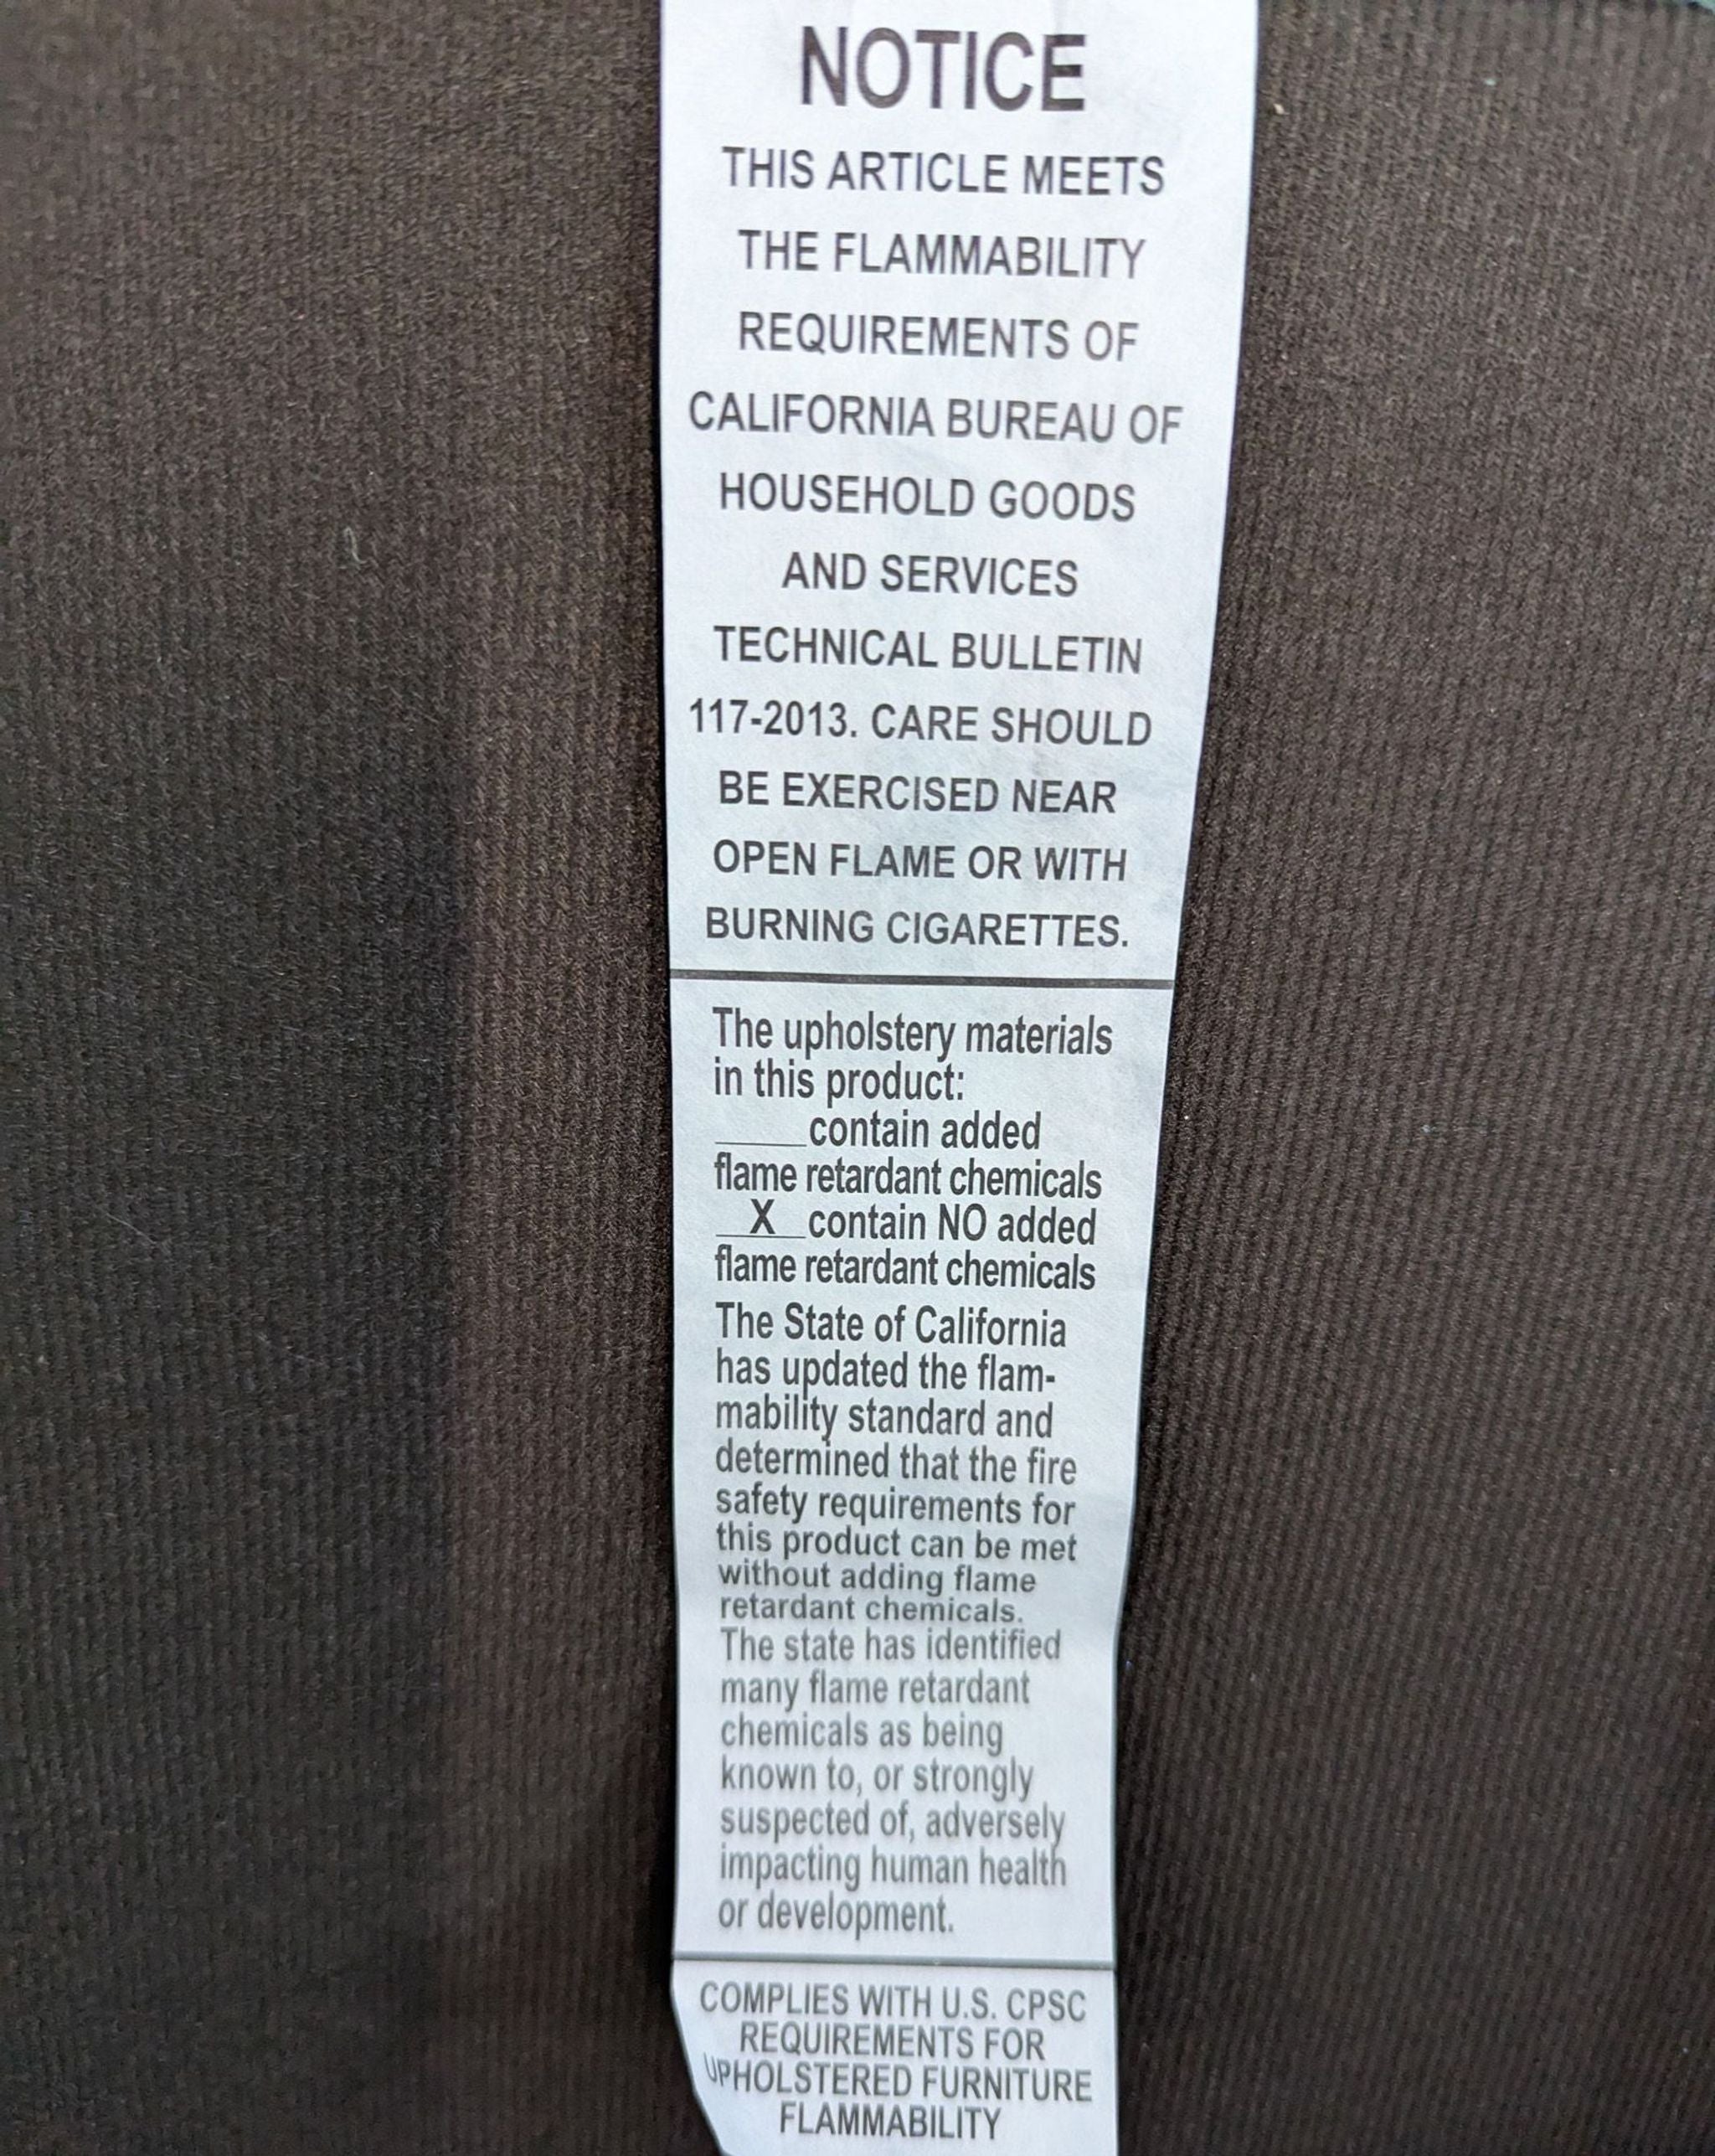 NOTICE
THIS ARTICLE MEETS
THE FLAMMABILITY
REQUIREMENTS OF
CALIFORNIA BUREAU OF
HOUSEHOLD GOODS
AND SERVICES
TECHNICAL BULLETIN
117-2013. CARE SHOULD
BE EXERCISED NEAR
OPEN FLAME OR WITH
BURNING CIGARETTES.
The upholstery materials
in this product:
_____contain added
flame retardant chemicals
__X__contain NO added
flame retardant chemicals
The State of California
has updated the flam-
mability standard and
determined that the fire
safety requirements for
this product can be met
without adding flame
retardant chemicals.
The state has identified
many flame retardant
chemicals as being
known to, or strongly
suspected of, adversely
impacting human health
or development.
COMPLIES WITH U.S. CPSC
REQUIREMENTS FOR
UPHOLSTERED FURNITURE
FLAMMABILITY